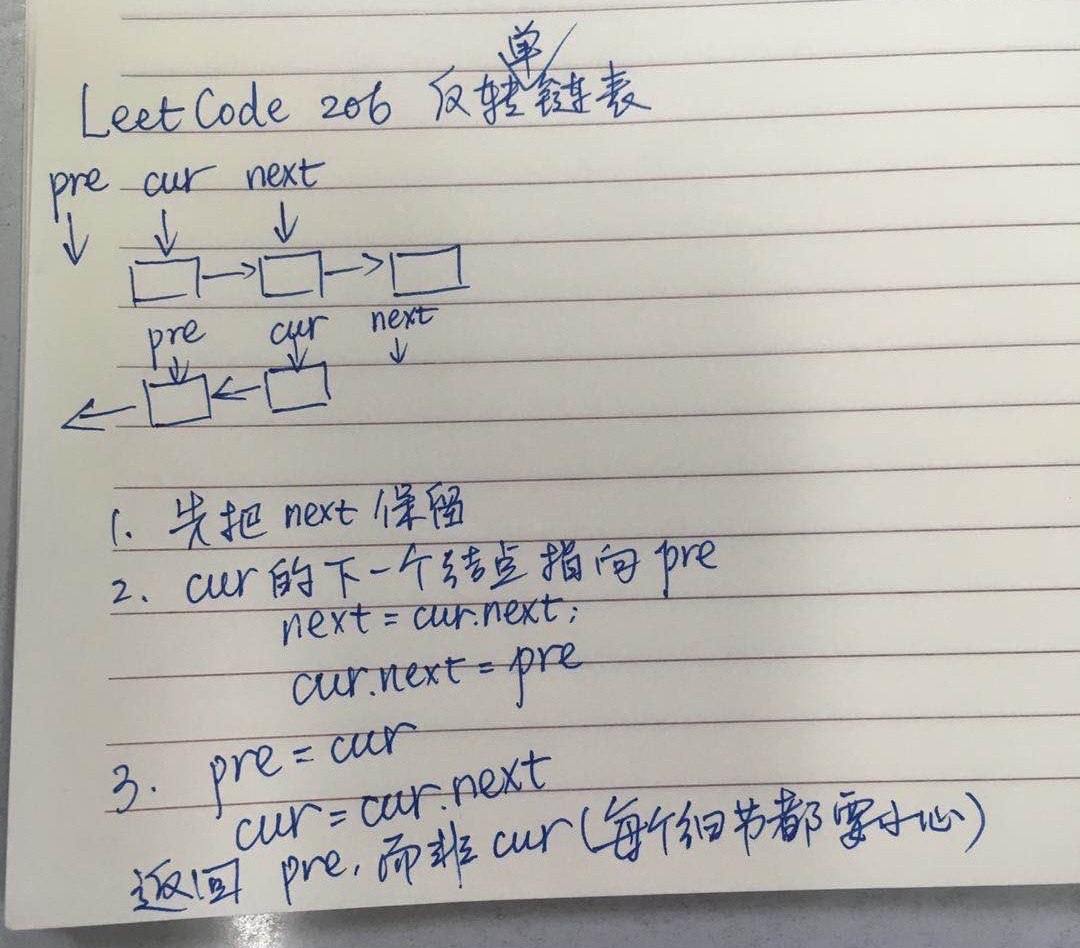 LeetCode 206 反转单链表
pre cur next
pre cur next
1. 先把 next 保留
2. cur 的下一个结点指向 pre
next = cur.next;
cur.next = pre
3. pre = cur
cur = cur.next
返回 pre, 而非 cur (每个细节都要小心)